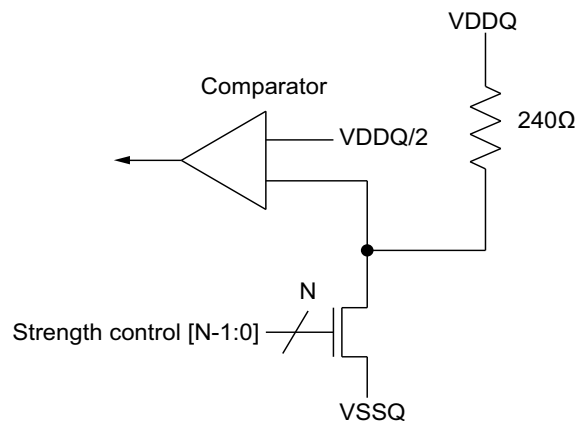 VDDQ
Comparator
240Ω
VDDQ/2
N
Strength control [N-1:0]
VSSQ